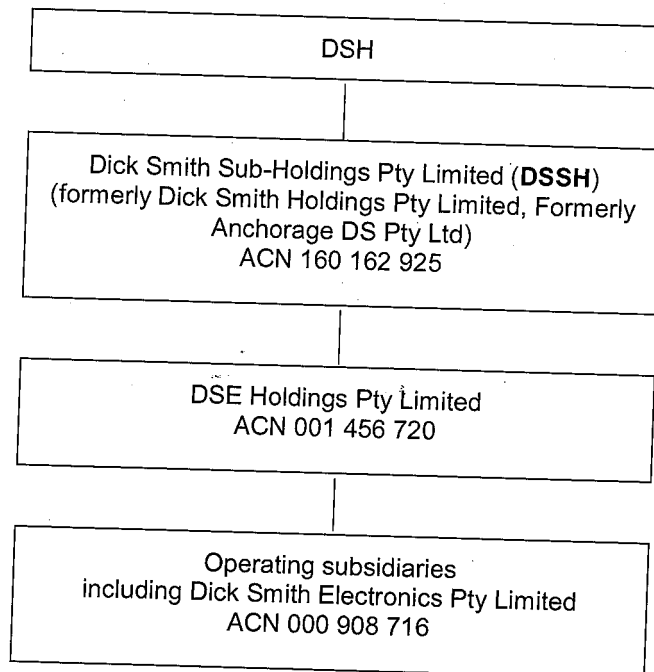 DSH
Dick Smith Sub-Holdings Pty Limited (DSSH)
(formerly Dick Smith Holdings Pty Limited, Formerly
Anchorage DS Pty Ltd)
ACN 160 162 925
DSE Holdings Pty Limited
ACN 001 456 720
Operating subsidiaries
including Dick Smith Electronics Pty Limited
ACN 000 908 716